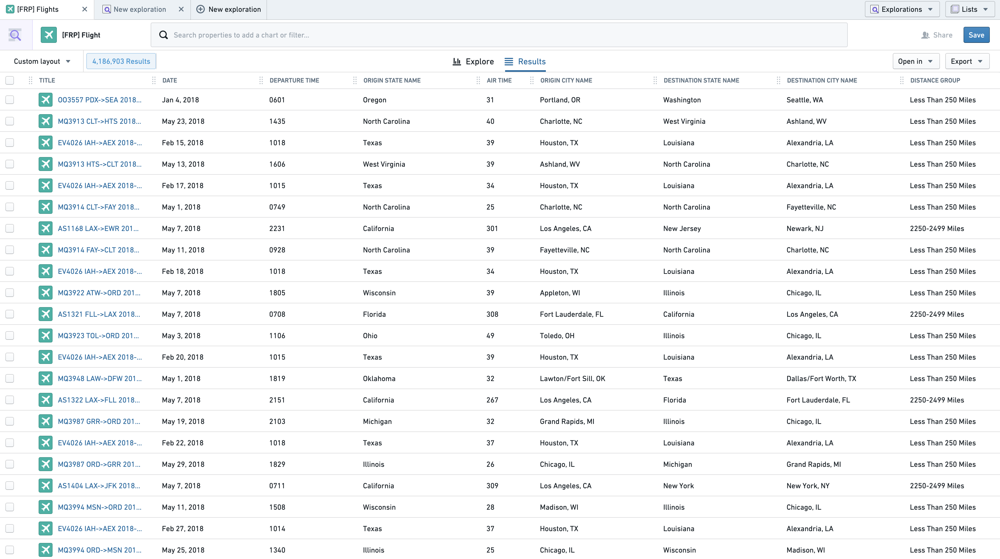 [FRP] Flights New exploration New exploration Explorations Lists
[FRP] Flight Search properties to add a chart or filter... Share Save
Custom layout 4,186,903 Results Explore Results Open in Export
TITLE DATE DEPARTURE TIME ORIGIN STATE NAME AIR TIME ORIGIN CITY NAME DESTINATION STATE NAME DESTINATION CITY NAME DISTANCE GROUP
OO3557 PDX->SEA 2018... Jan 4, 2018 0601 Oregon 31 Portland, OR Washington Seattle, WA Less Than 250 Miles
MQ3913 CLT->HTS 2018... May 23, 2018 1435 North Carolina 40 Charlotte, NC West Virginia Ashland, WV Less Than 250 Miles
EV4026 IAH->AEX 2018-... Feb 15, 2018 1018 Texas 39 Houston, TX Louisiana Alexandria, LA Less Than 250 Miles
MQ3913 HTS->CLT 2018... May 13, 2018 1606 West Virginia 39 Ashland, WV North Carolina Charlotte, NC Less Than 250 Miles
EV4026 IAH->AEX 2018-... Feb 17, 2018 1015 Texas 34 Houston, TX Louisiana Alexandria, LA Less Than 250 Miles
MQ3914 CLT->FAY 2018... May 1, 2018 0749 North Carolina 25 Charlotte, NC North Carolina Fayetteville, NC Less Than 250 Miles
AS1168 LAX->EWR 201... May 7, 2018 2231 California 301 Los Angeles, CA New Jersey Newark, NJ 2250-2499 Miles
MQ3914 FAY->CLT 2018... May 11, 2018 0928 North Carolina 39 Fayetteville, NC North Carolina Charlotte, NC Less Than 250 Miles
EV4026 IAH->AEX 2018-... Feb 18, 2018 1018 Texas 34 Houston, TX Louisiana Alexandria, LA Less Than 250 Miles
MQ3922 ATW->ORD 201... May 7, 2018 1805 Wisconsin 39 Appleton, WI Illinois Chicago, IL Less Than 250 Miles
AS1321 FLL->LAX 2018... May 7, 2018 0708 Florida 308 Fort Lauderdale, FL California Los Angeles, CA 2250-2499 Miles
MQ3923 TOL->ORD 201... May 3, 2018 1106 Ohio 49 Toledo, OH Illinois Chicago, IL Less Than 250 Miles
EV4026 IAH->AEX 2018-... Feb 20, 2018 1015 Texas 39 Houston, TX Louisiana Alexandria, LA Less Than 250 Miles
MQ3948 LAW->DFW 201... May 1, 2018 1819 Oklahoma 32 Lawton/Fort Sill, OK Texas Dallas/Fort Worth, TX Less Than 250 Miles
AS1322 LAX->FLL 2018... May 7, 2018 2151 California 267 Los Angeles, CA Florida Fort Lauderdale, FL 2250-2499 Miles
MQ3987 GRR->ORD 201... May 19, 2018 2103 Michigan 32 Grand Rapids, MI Illinois Chicago, IL Less Than 250 Miles
EV4026 IAH->AEX 2018-... Feb 22, 2018 1018 Texas 37 Houston, TX Louisiana Alexandria, LA Less Than 250 Miles
MQ3987 ORD->GRR 201... May 29, 2018 1829 Illinois 26 Chicago, IL Michigan Grand Rapids, MI Less Than 250 Miles
AS1404 LAX->JFK 2018... May 7, 2018 0711 California 309 Los Angeles, CA New York New York, NY 2250-2499 Miles
MQ3994 MSN->ORD 201... May 11, 2018 1508 Wisconsin 28 Madison, WI Illinois Chicago, IL Less Than 250 Miles
EV4026 IAH->AEX 2018-... Feb 27, 2018 1014 Texas 37 Houston, TX Louisiana Alexandria, LA Less Than 250 Miles
MQ3994 ORD->MSN 201... May 25, 2018 1340 Illinois 25 Chicago, IL Wisconsin Madison, WI Less Than 250 Miles